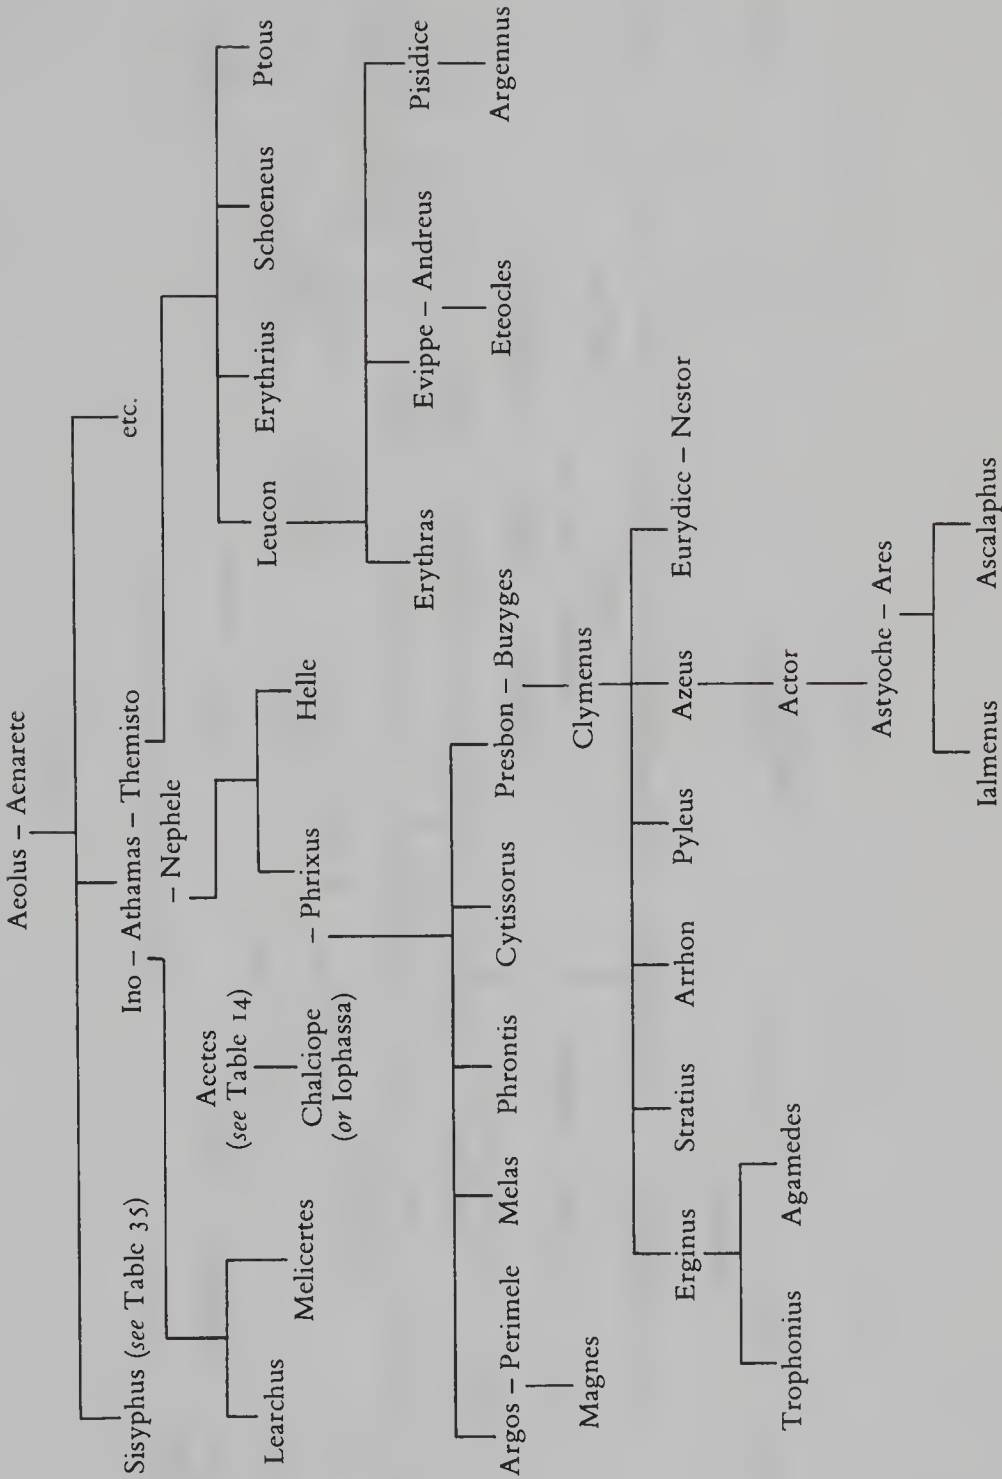 Aeolus – Aenarete
Sisyphus (see Table 35)
Ino – Athamas – Themisto
etc.
– Nephele
Learchus
Melicertes
Aeetes
(see Table 14)
Chalciope
(or Iophassa)
– Phrixus
Helle
Leucon
Erythrius
Schoeneus
Ptous
Erythras
Evippe – Andreus
Pisidice
Eteocles
Argennus
Argos – Perimele
Melas
Phrontis
Cytissorus
Presbon – Buzyges
Magnes
Clymenus
Erginus
Stratius
Arrhon
Pyleus
Azeus
Eurydice – Nestor
Trophonius
Agamedes
Actor
Astyoche – Ares
Ialmenus
Ascalaphus